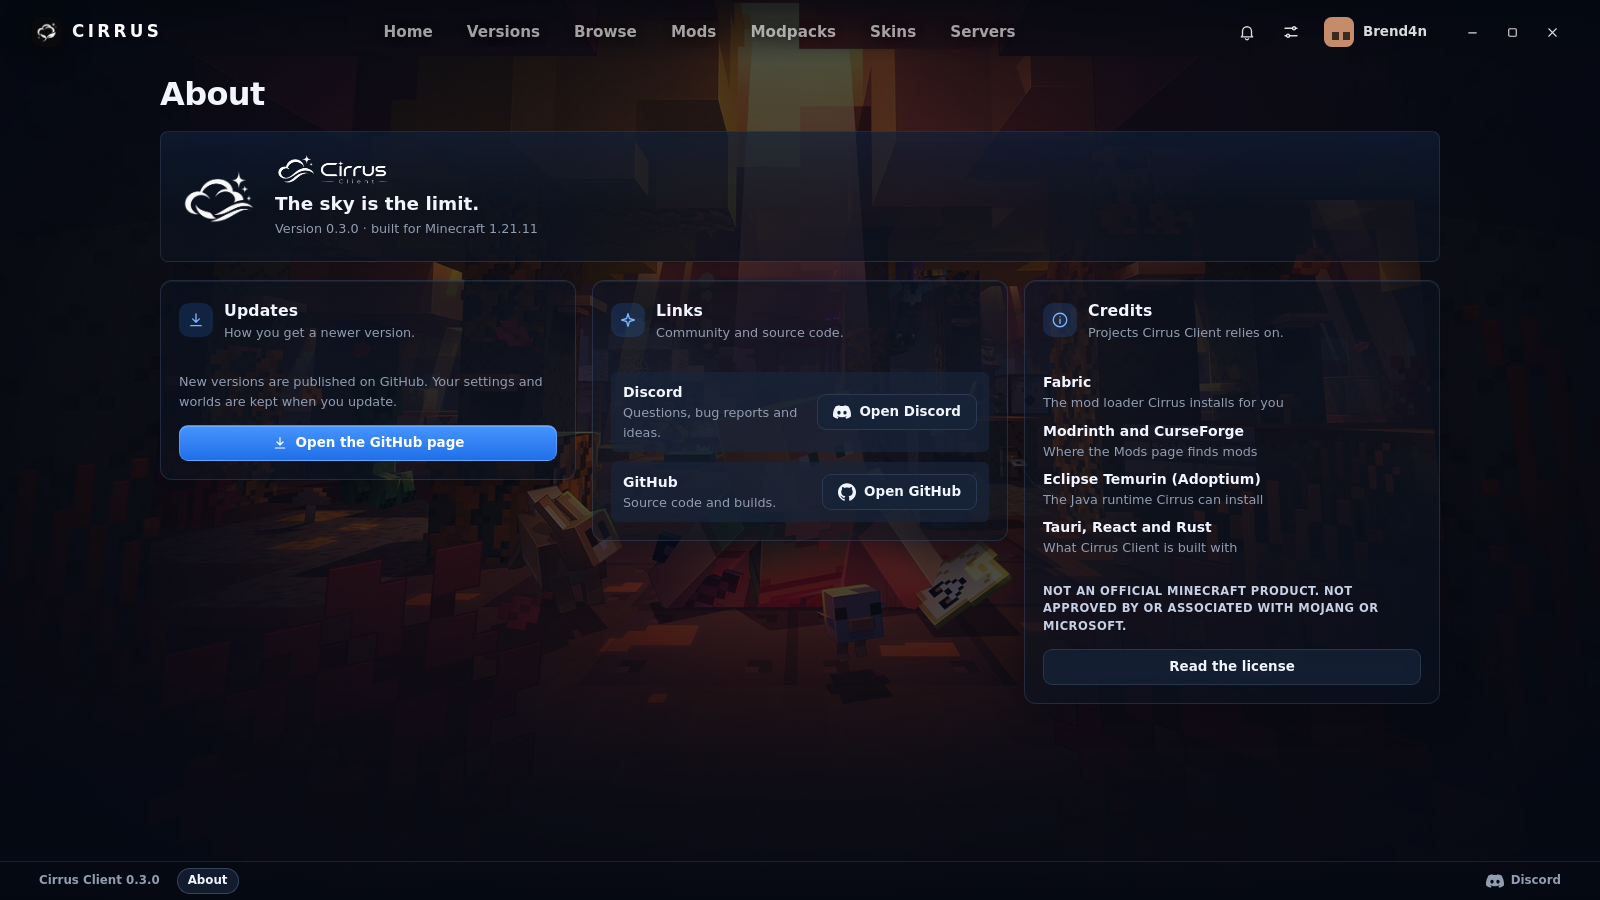 CIRRUS
Home Versions Browse Mods Modpacks Skins Servers
Brend4n
About
Cirrus
Client
The sky is the limit.
Version 0.3.0 · built for Minecraft 1.21.11
Updates
How you get a newer version.
New versions are published on GitHub. Your settings and
worlds are kept when you update.
Open the GitHub page
Links
Community and source code.
Discord
Questions, bug reports and
ideas.
Open Discord
GitHub
Source code and builds.
Open GitHub
Credits
Projects Cirrus Client relies on.
Fabric
The mod loader Cirrus installs for you
Modrinth and CurseForge
Where the Mods page finds mods
Eclipse Temurin (Adoptium)
The Java runtime Cirrus can install
Tauri, React and Rust
What Cirrus Client is built with
NOT AN OFFICIAL MINECRAFT PRODUCT. NOT
APPROVED BY OR ASSOCIATED WITH MOJANG OR
MICROSOFT.
Read the license
Cirrus Client 0.3.0
About
Discord